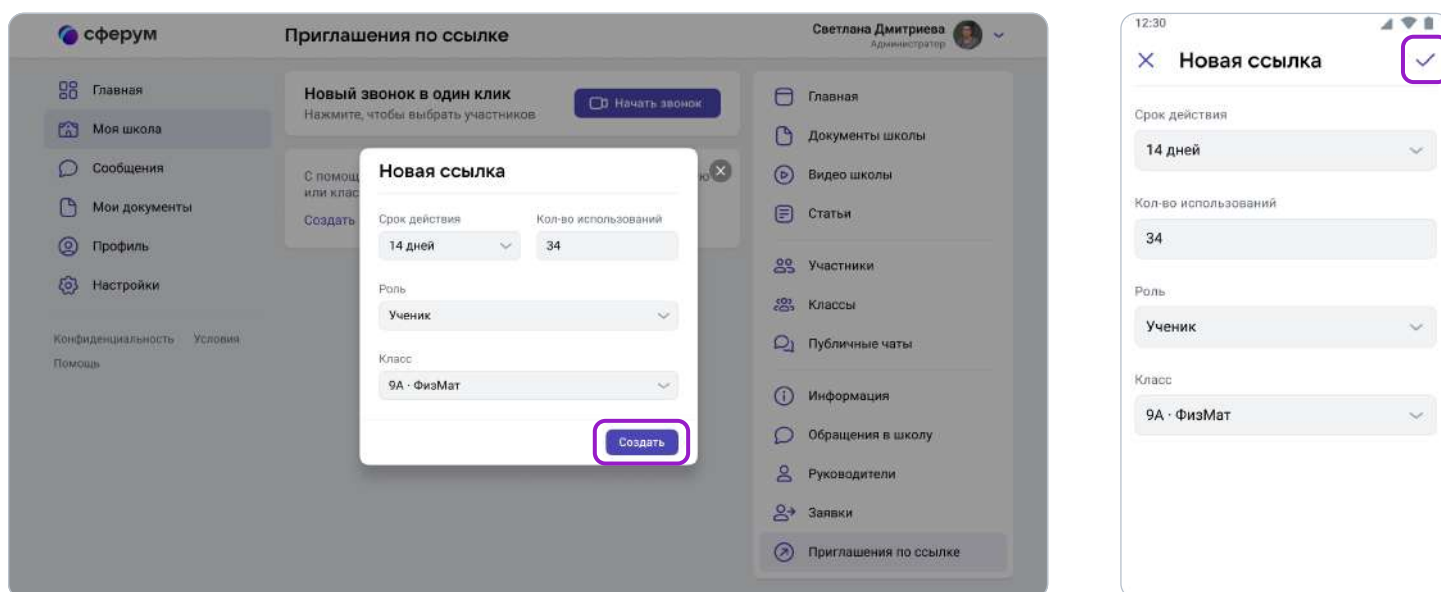 сферум
Приглашения по ссылке
Светлана Дмитриева
Администратор
Главная
Моя школа
Сообщения
Мои документы
Профиль
Настройки
Конфиденциальность Условия
Помощь
Новый звонок в один клик
Нажмите, чтобы выбрать участников
Начать звонок
С помощ
или клас
Создать
ю
Новая ссылка
Срок действия Кол-во использований
14 дней 34
Роль
Ученик
Класс
9А · ФизМат
Создать
Главная
Документы школы
Видео школы
Статьи
Участники
Классы
Публичные чаты
Информация
Обращения в школу
Руководители
Заявки
Приглашения по ссылке
12:30
Новая ссылка
Срок действия
14 дней
Кол-во использований
34
Роль
Ученик
Класс
9А · ФизМат